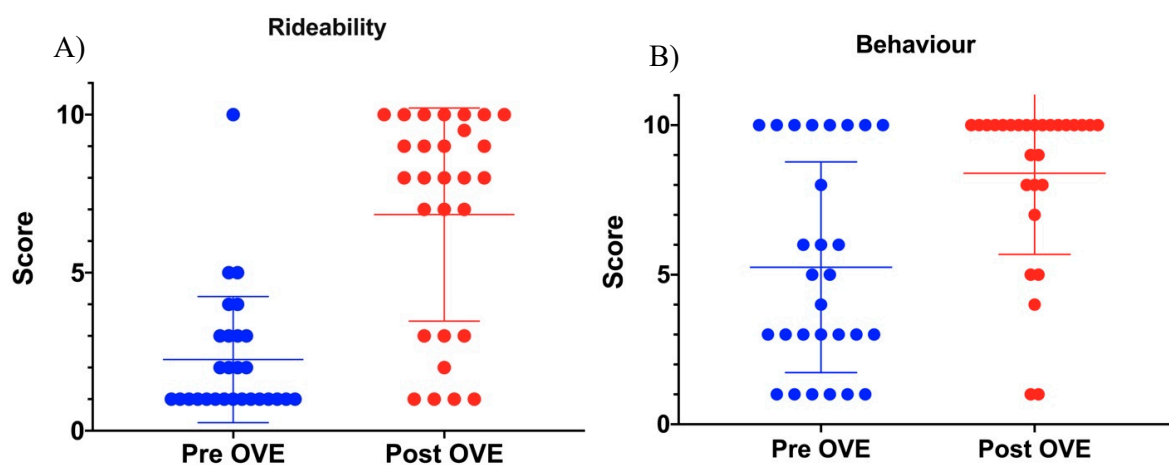 A)
Rideability
Score
10
5
0
Pre OVE
Post OVE
B)
Behaviour
Score
10
5
0
Pre OVE
Post OVE